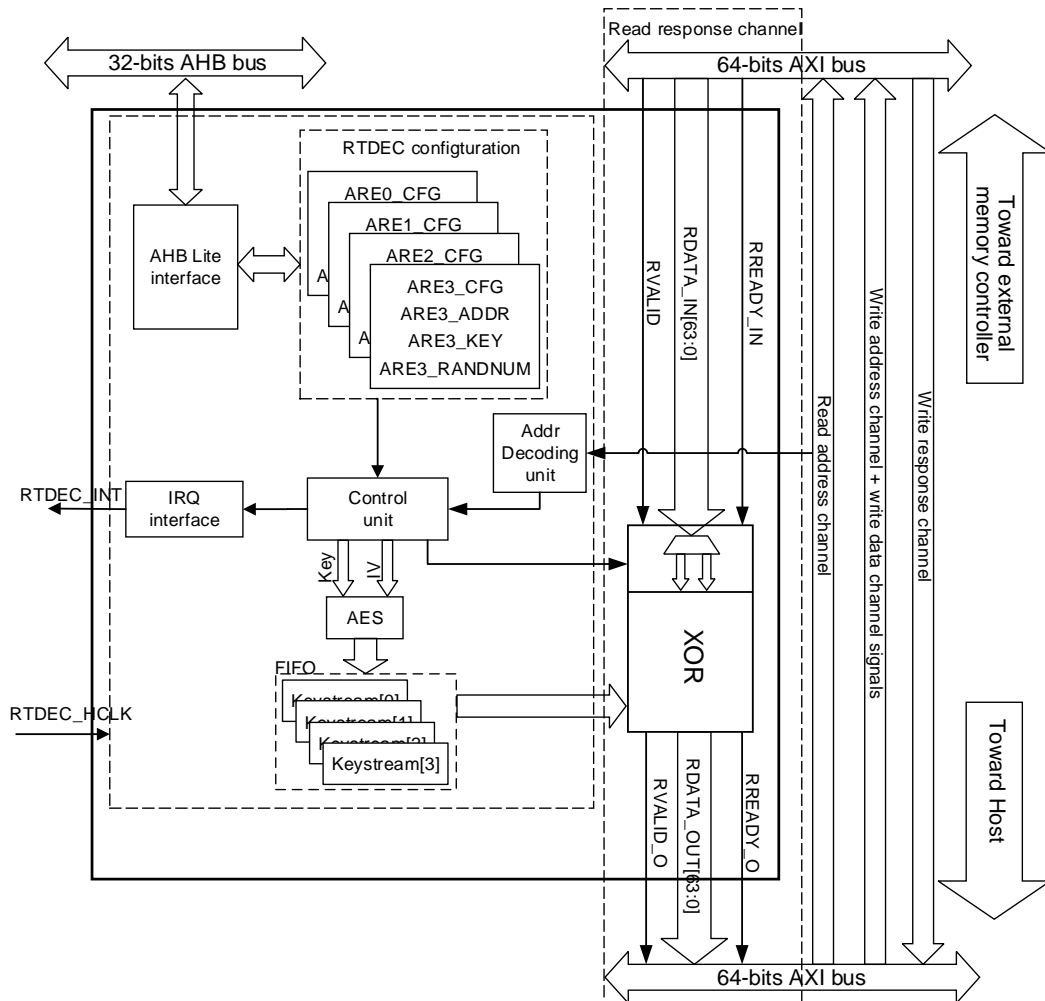 Read response channel
32-bits AHB bus
64-bits AXI bus
RTDEC configturation
ARE0_CFG
ARE1_CFG
ARE2_CFG
A
A
A
ARE3_CFG
ARE3_ADDR
ARE3_KEY
ARE3_RANDNUM
AHB Lite
interface
RVALID
RDATA_IN[63:0]
RREADY_IN
Toward external
memory controller
Addr
Decoding
unit
Read address channel
Write address channel + write data channel signals
Write response channel
RTDEC_INT
IRQ
interface
Control
unit
Key
IV
AES
XOR
FIFO
Keystream[0]
Keystream[1]
Keystream[2]
Keystream[3]
RTDEC_HCLK
RVALID_O
RDATA_OUT[63:0]
RREADY_O
Toward Host
64-bits AXI bus